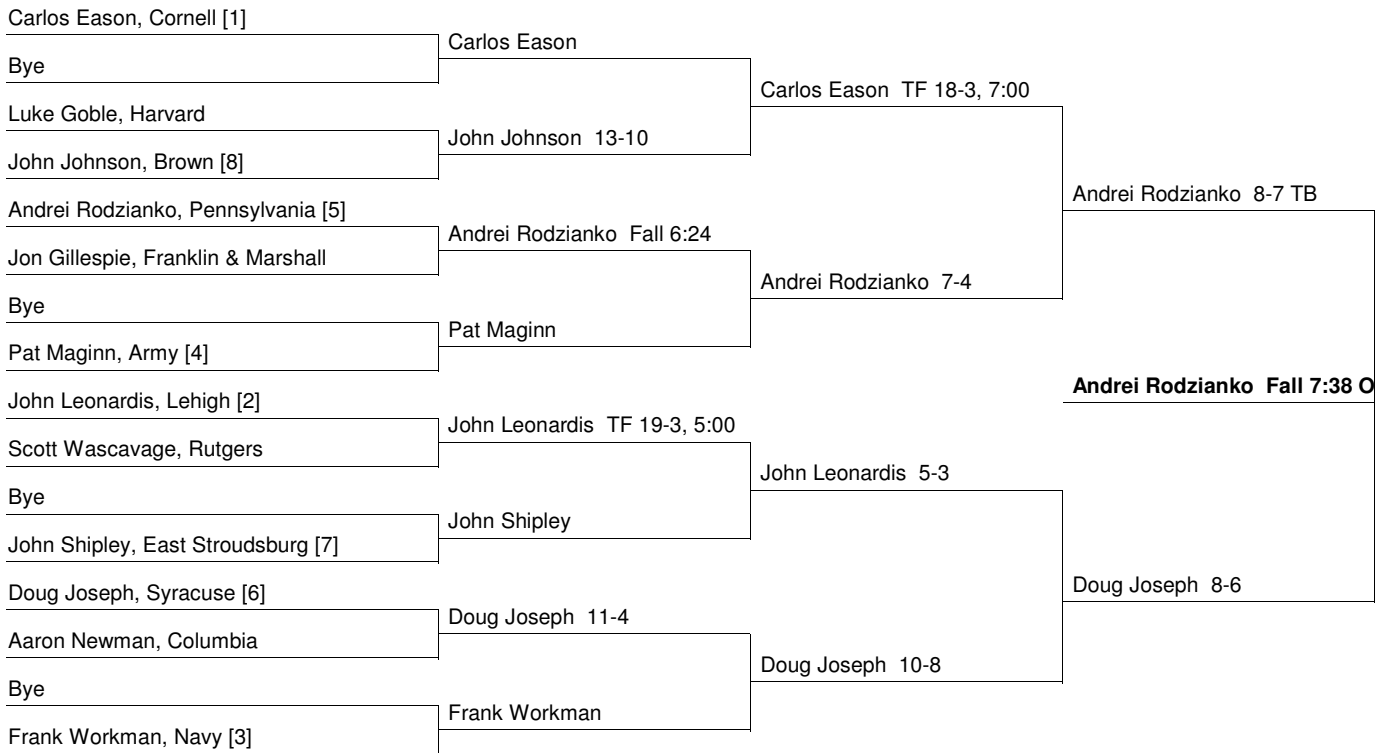 Carlos Eason, Cornell [1]
Bye
Luke Goble, Harvard
John Johnson, Brown [8]
Andrei Rodzianko, Pennsylvania [5]
Jon Gillespie, Franklin & Marshall
Bye
Pat Maginn, Army [4]
John Leonardis, Lehigh [2]
Scott Wascavage, Rutgers
Bye
John Shipley, East Stroudsburg [7]
Doug Joseph, Syracuse [6]
Aaron Newman, Columbia
Bye
Frank Workman, Navy [3]
Carlos Eason
John Johnson 13-10
Andrei Rodzianko Fall 6:24
Pat Maginn
John Leonardis TF 19-3, 5:00
John Shipley
Doug Joseph 11-4
Frank Workman
Carlos Eason TF 18-3, 7:00
Andrei Rodzianko 7-4
John Leonardis 5-3
Doug Joseph 10-8
Andrei Rodzianko 8-7 TB
Doug Joseph 8-6
Andrei Rodzianko Fall 7:38 O